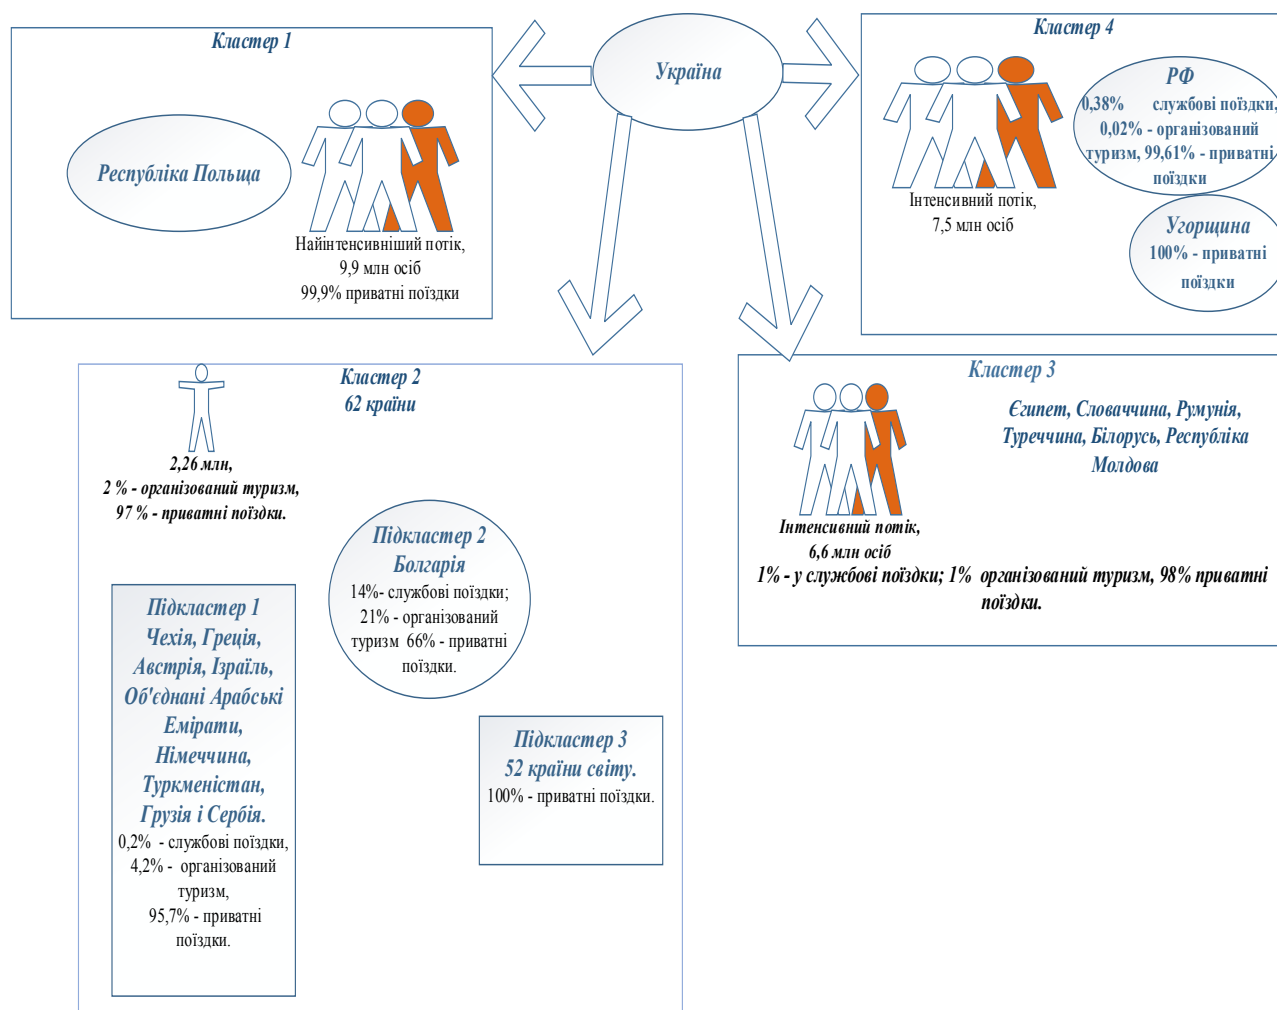 Україна
Кластер 1
Республіка Польща
Найінтенсивніший потік,
9,9 млн осіб
99,9% приватні поїздки
Кластер 4
Інтенсивний потік,
7,5 млн осіб
РФ
0,38% службові поїздки,
0,02% - організований
туризм, 99,61% - приватні
поїздки
Угорщина
100% - приватні
поїздки
Кластер 2
62 країни
2,26 млн,
2 % - організований туризм,
97 % - приватні поїздки.
Підкластер 1
Чехія, Греція,
Австрія, Ізраїль,
Об'єднані Арабські
Емірати,
Німеччина,
Туркменістан,
Грузія і Сербія.
0,2% - службові поїздки,
4,2% - організований
туризм,
95,7% - приватні
поїздки.
Підкластер 2
Болгарія
14%- службові поїздки;
21% - організований
туризм 66% - приватні
поїздки.
Підкластер 3
52 країни світу.
100% - приватні поїздки.
Кластер 3
Єгипет, Словаччина, Румунія,
Туреччина, Білорусь, Республіка
Молдова
Інтенсивний потік,
6,6 млн осіб
1% - у службові поїздки; 1% організований туризм, 98% приватні
поїздки.